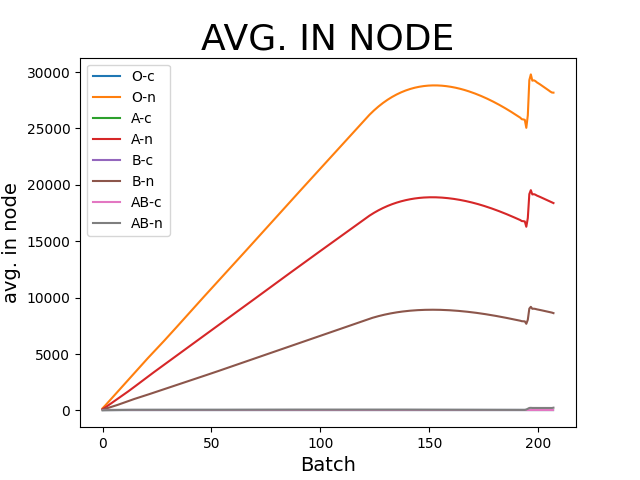 AVG. IN NODE
avg. in node
30000
25000
20000
15000
10000
5000
0
O-c
O-n
A-c
A-n
B-c
B-n
AB-c
AB-n
0 50 100 150 200
Batch